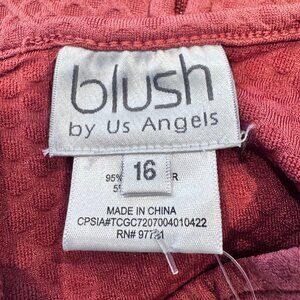 blush
by Us Angels
16
95%
5%
MADE IN CHINA
CPSIA#TCGC7207004010422